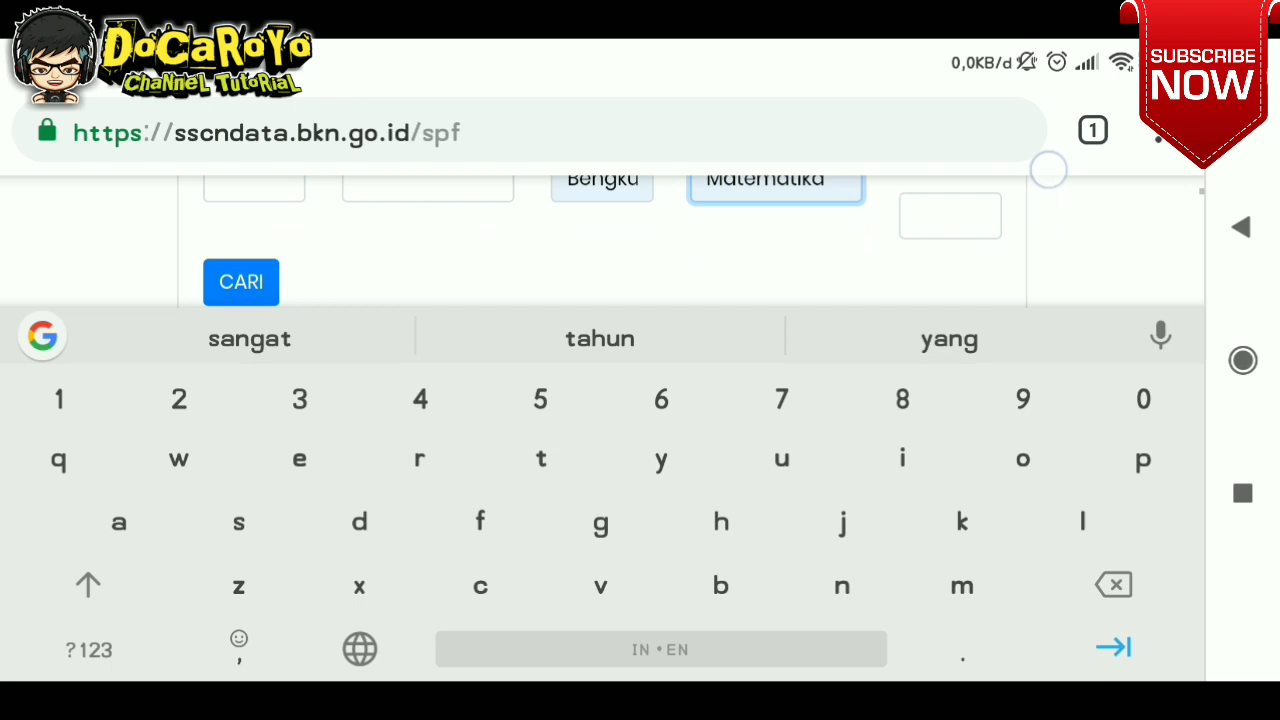 DoCaRoYo
ChaNneL TuToRiaL
SUBSCRIBE
NOW
0,0KB/d
https://sscndata.bkn.go.id/spf
1
Bengku
Matematika
CARI
sangat tahun yang
1 2 3 4 5 6 7 8 9 0
q w e r t y u i o p
a s d f g h j k l
z x c v b n m
?123 , IN • EN .